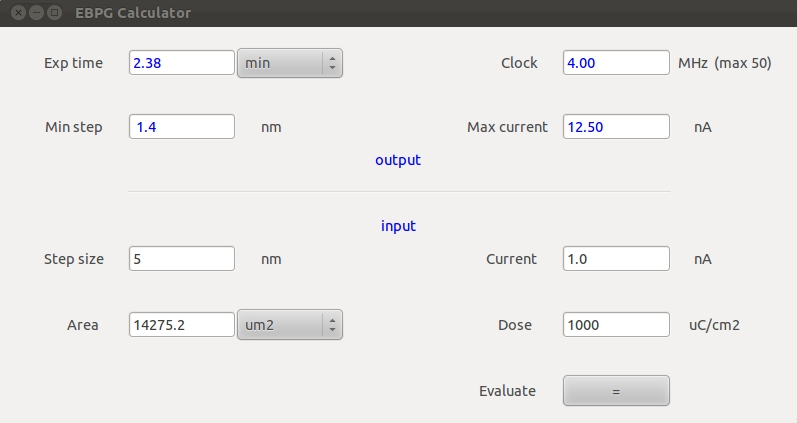 EBPG Calculator
Exp time 2.38 min Clock 4.00 MHz (max 50)
Min step 1.4 nm Max current 12.50 nA
output
input
Step size 5 nm Current 1.0 nA
Area 14275.2 um2 Dose 1000 uC/cm2
Evaluate =